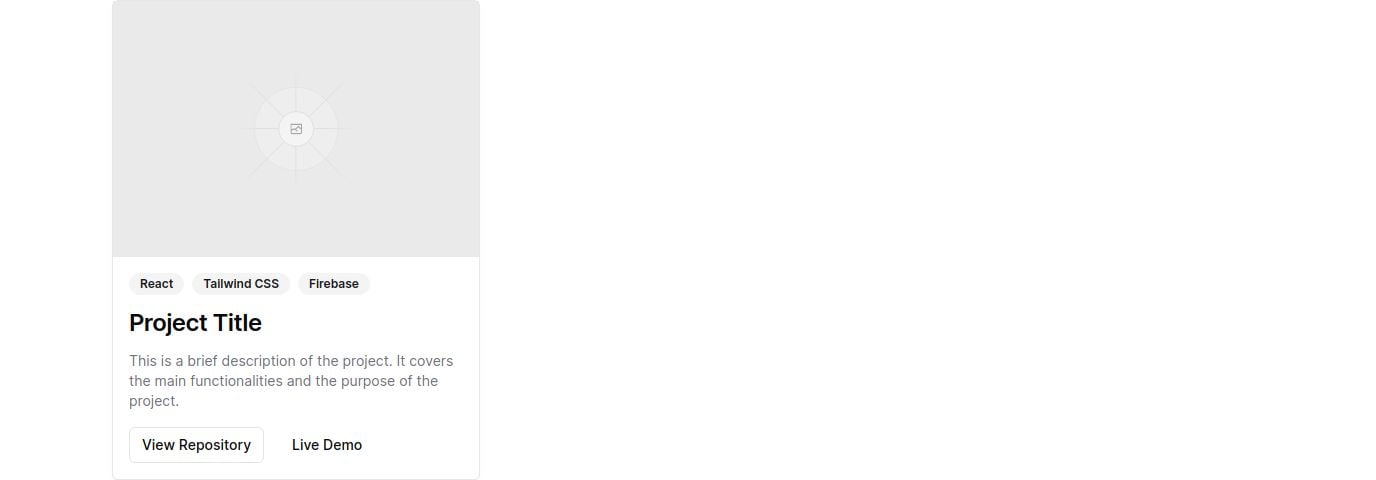 React Tailwind CSS Firebase
Project Title
This is a brief description of the project. It covers
the main functionalities and the purpose of the
project.
View Repository Live Demo